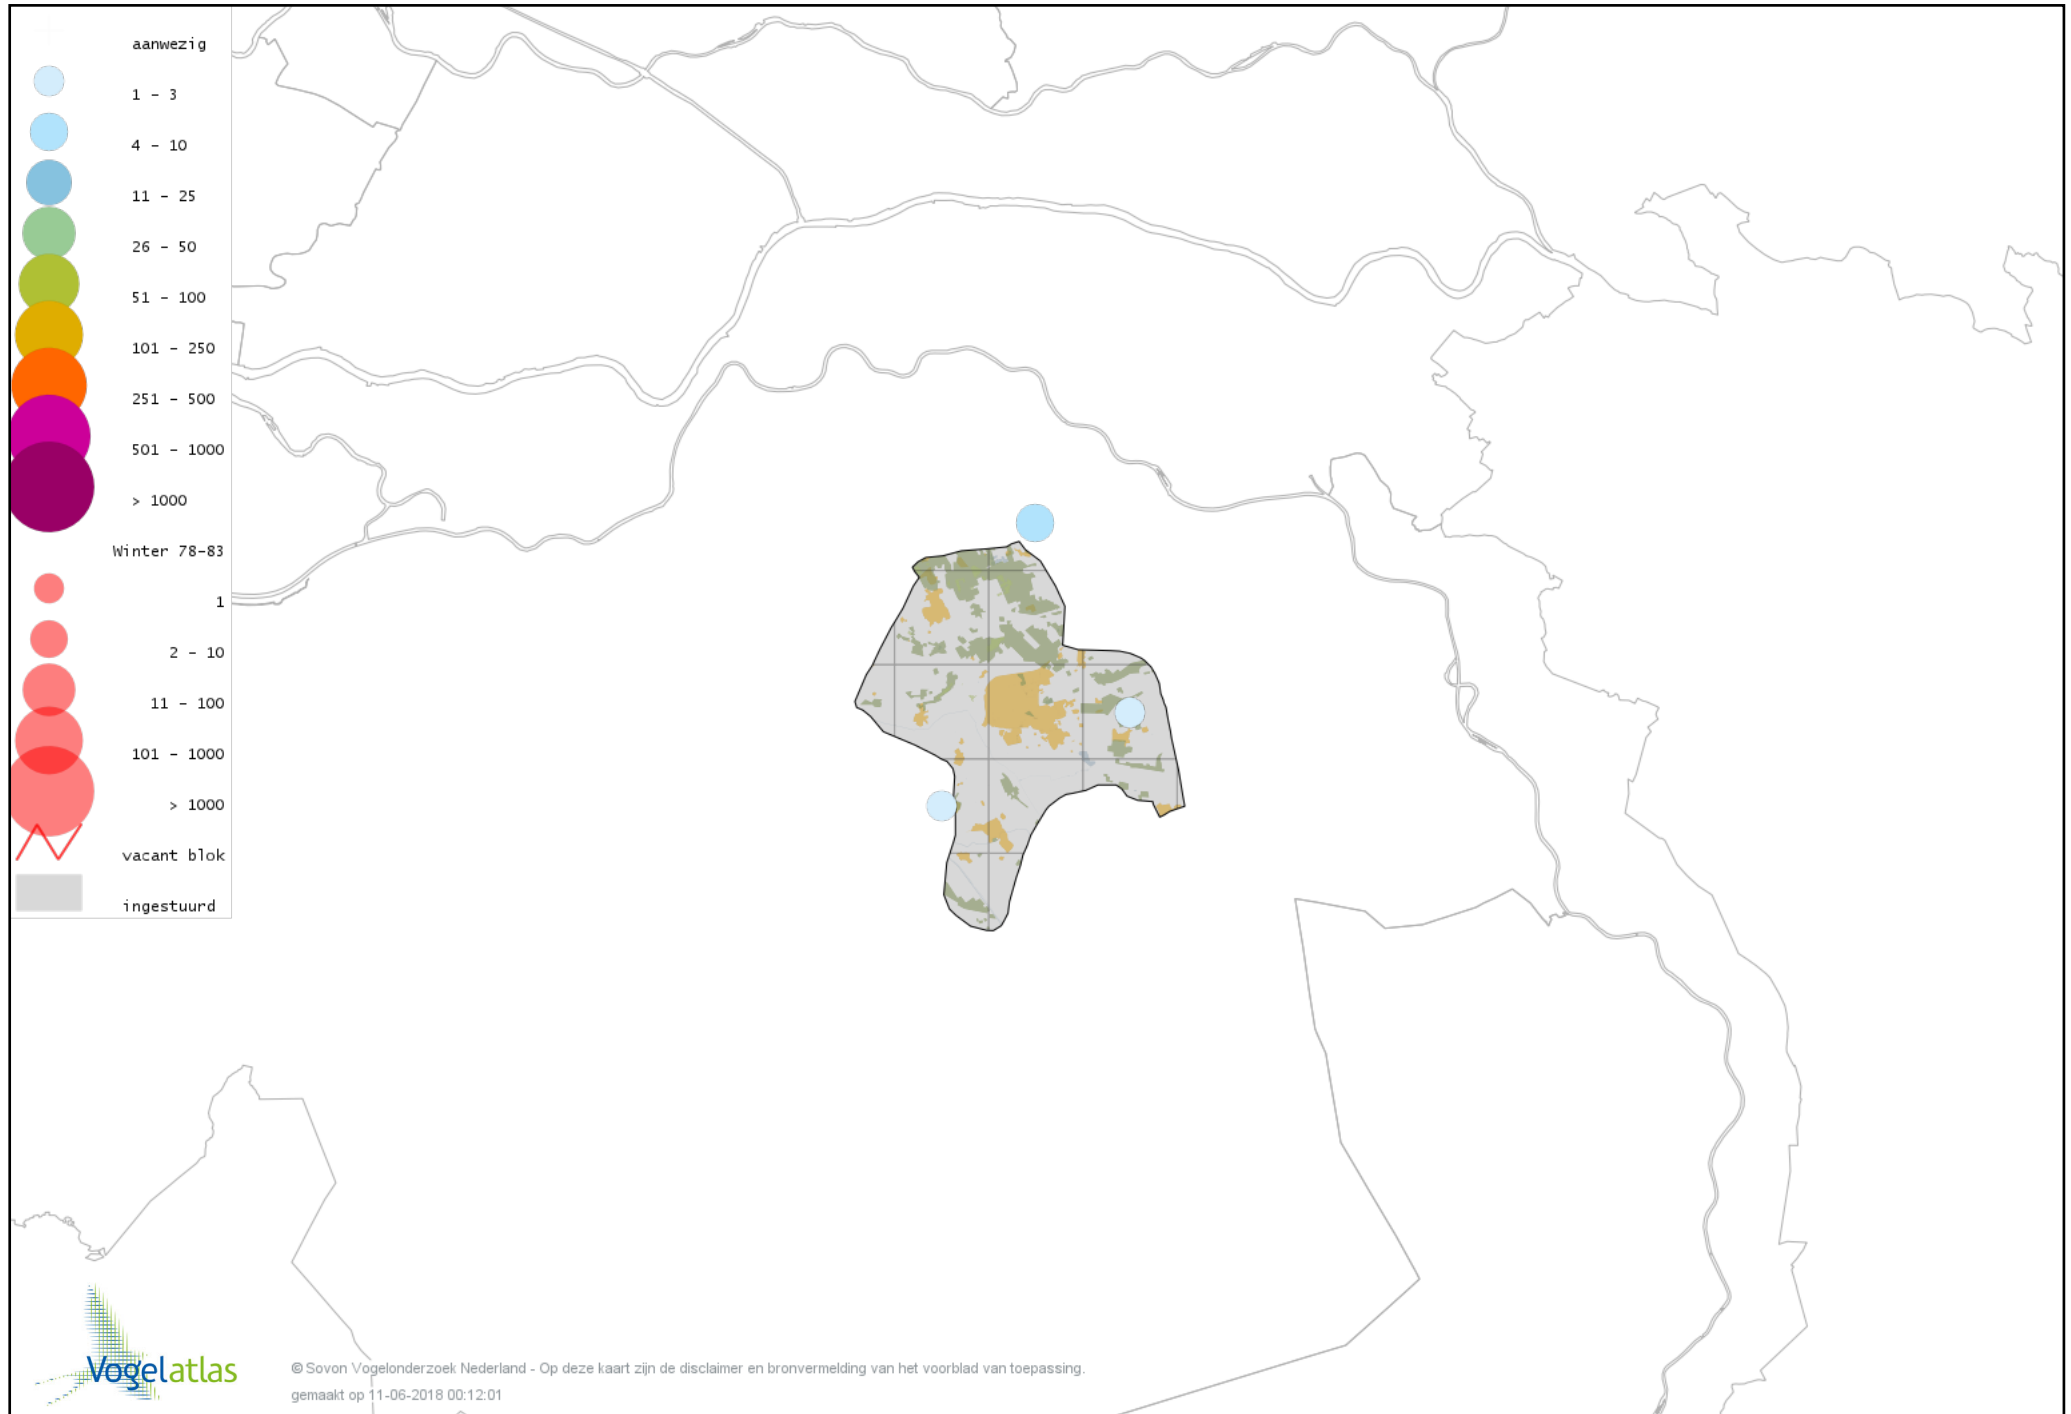 aanwezig
1 - 3
4 - 10
11 - 25
26 - 50
51 - 100
101 - 250
251 - 500
501 - 1000
> 1000
Winter 78-83
1
2 - 10
11 - 100
101 - 1000
> 1000
vacant blok
ingestuurd
Vogelatlas
© Sovon Vogelonderzoek Nederland - Op deze kaart zijn de disclaimer en bronvermelding van het voorblad van toepassing.
gemaakt op 11-06-2018 00:12:01